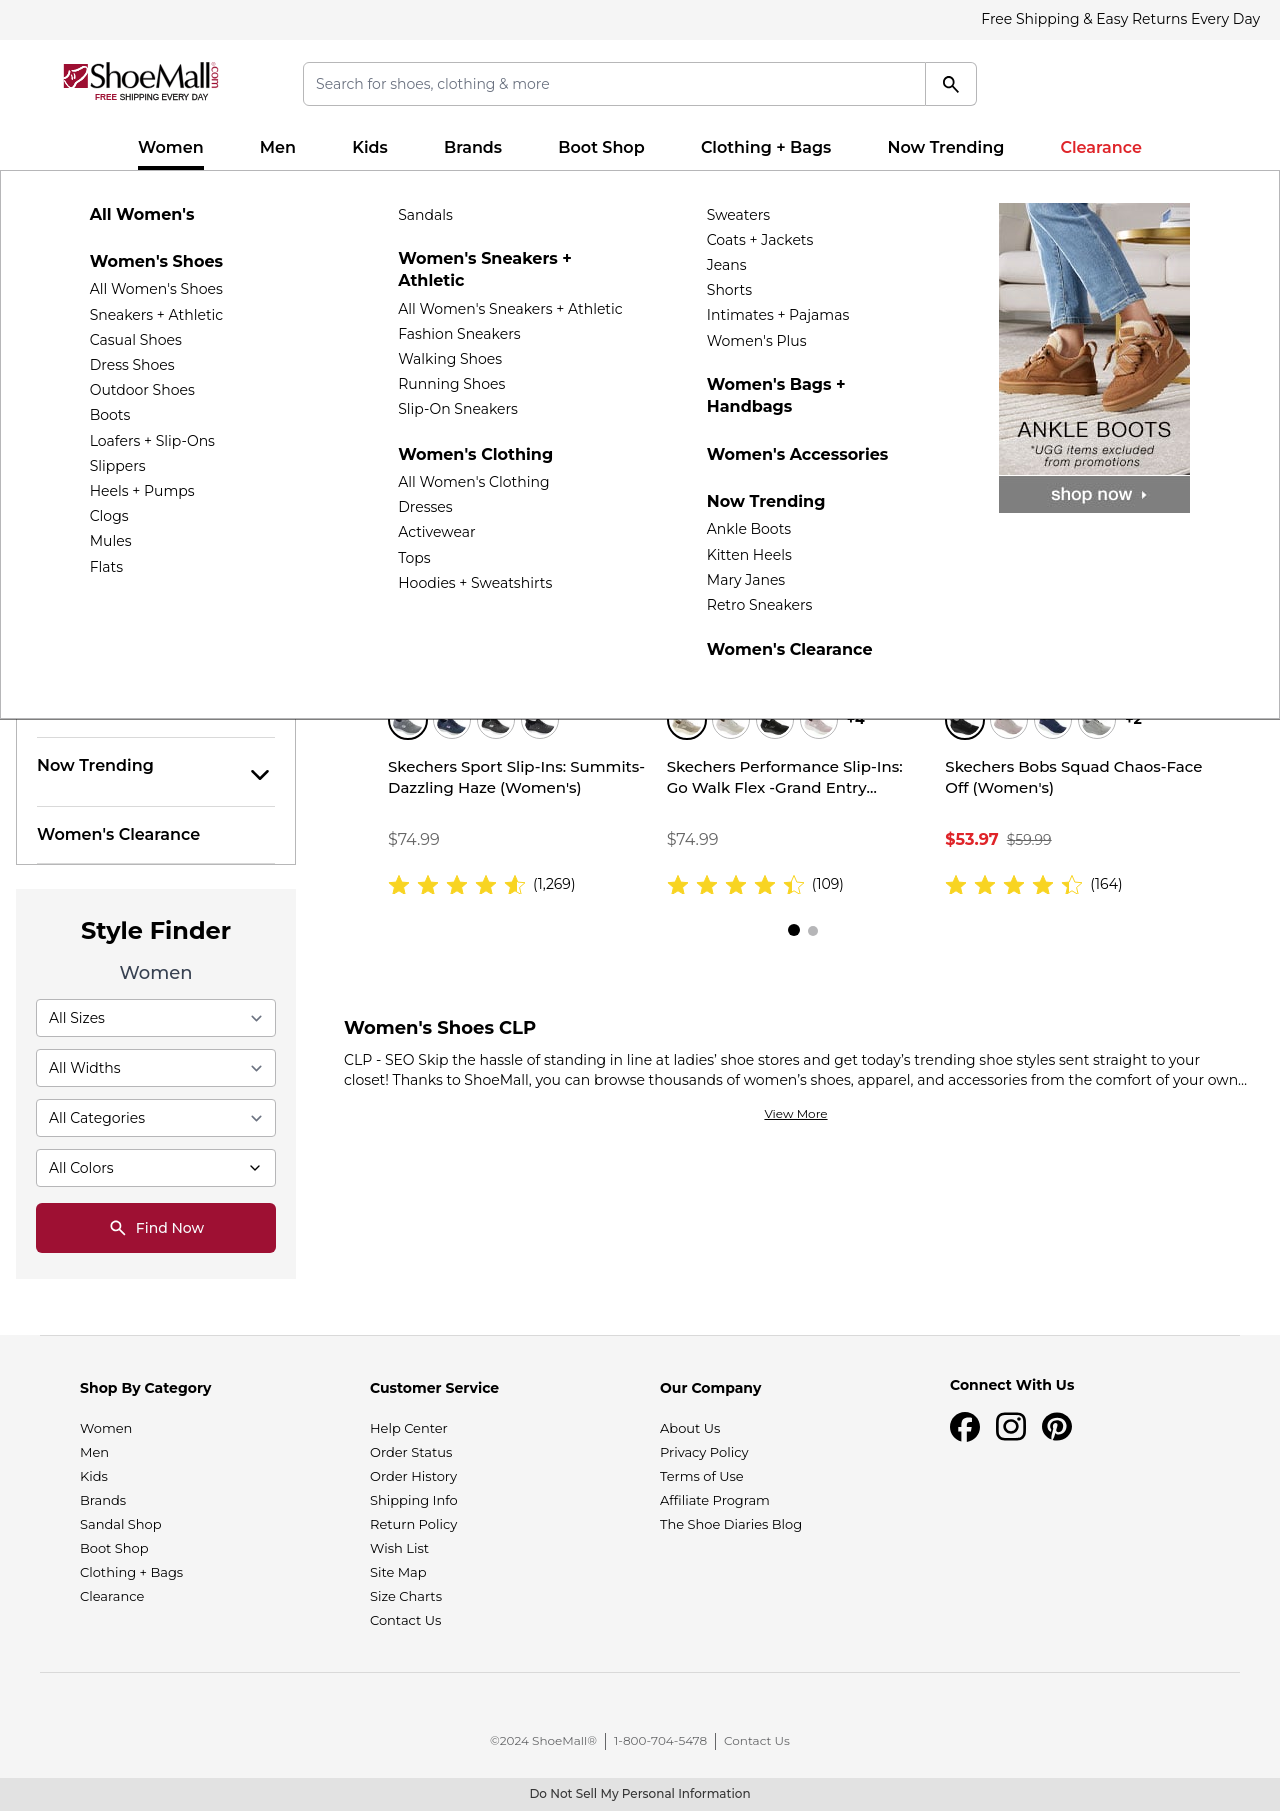 Free Shipping & Easy Returns Every Day
ShoeMall.com
FREE SHIPPING EVERY DAY
Search for shoes, clothing & more
Women
Men
Kids
Brands
Boot Shop
Clothing + Bags
Now Trending
Clearance
All Women's
Women's Shoes
All Women's Shoes
Sneakers + Athletic
Casual Shoes
Dress Shoes
Outdoor Shoes
Boots
Loafers + Slip-Ons
Slippers
Heels + Pumps
Clogs
Mules
Flats
Sandals
Women's Sneakers +
Athletic
All Women's Sneakers + Athletic
Fashion Sneakers
Walking Shoes
Running Shoes
Slip-On Sneakers
Women's Clothing
All Women's Clothing
Dresses
Activewear
Tops
Hoodies + Sweatshirts
Sweaters
Coats + Jackets
Jeans
Shorts
Intimates + Pajamas
Women's Plus
Women's Bags +
Handbags
Women's Accessories
Now Trending
Ankle Boots
Kitten Heels
Mary Janes
Retro Sneakers
Women's Clearance
ANKLE BOOTS
*UGG items excluded
from promotions
shop now
Now Trending
Women's Clearance
+4
+2
Skechers Sport Slip-Ins: Summits-
Dazzling Haze (Women's)
$74.99
(1,269)
Skechers Performance Slip-Ins:
Go Walk Flex -Grand Entry...
$74.99
(109)
Skechers Bobs Squad Chaos-Face
Off (Women's)
$53.97 $59.99
(164)
Style Finder
Women
All Sizes
All Widths
All Categories
All Colors
Find Now
Women's Shoes CLP
CLP - SEO Skip the hassle of standing in line at ladies’ shoe stores and get today’s trending shoe styles sent straight to your
closet! Thanks to ShoeMall, you can browse thousands of women’s shoes, apparel, and accessories from the comfort of your own...
View More
Shop By Category
Women
Men
Kids
Brands
Sandal Shop
Boot Shop
Clothing + Bags
Clearance
Customer Service
Help Center
Order Status
Order History
Shipping Info
Return Policy
Wish List
Site Map
Size Charts
Contact Us
Our Company
About Us
Privacy Policy
Terms of Use
Affiliate Program
The Shoe Diaries Blog
Connect With Us
©2024 ShoeMall® | 1-800-704-5478 | Contact Us
Do Not Sell My Personal Information